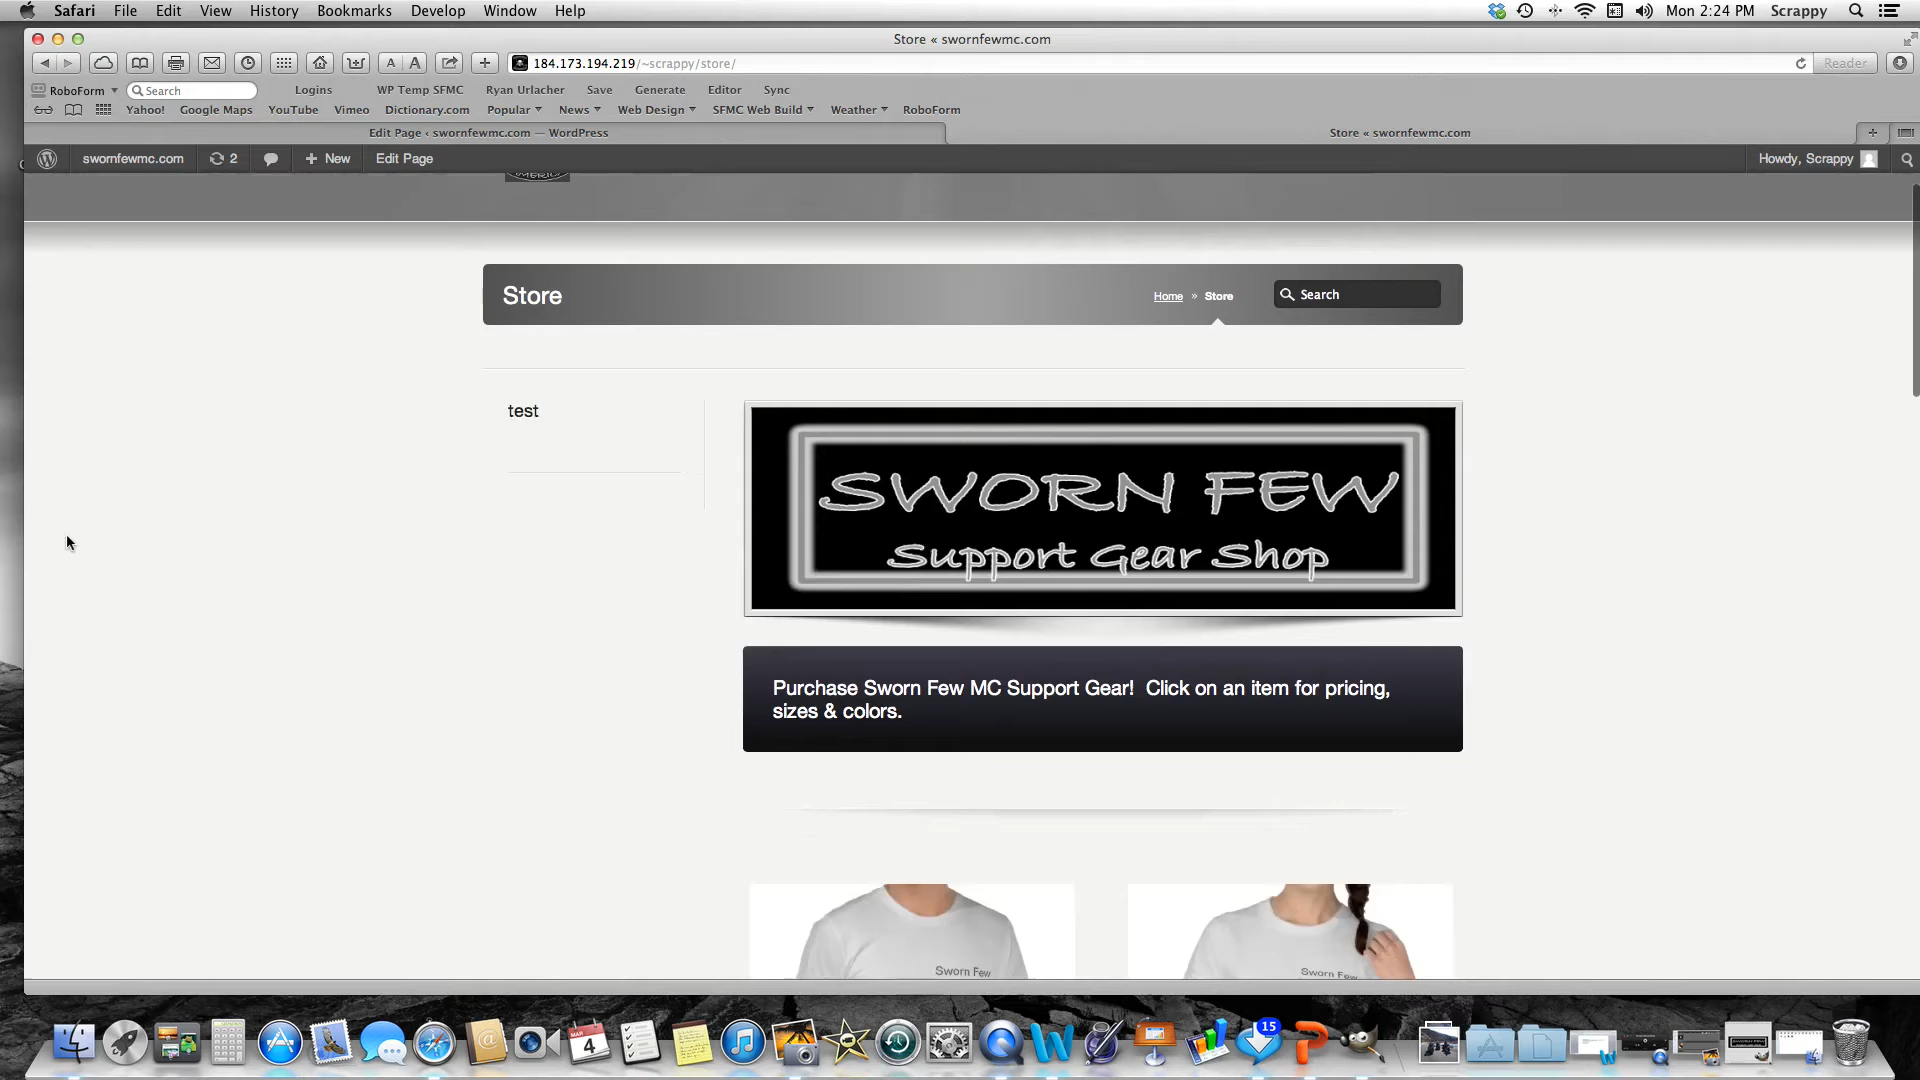 Safari File Edit View History Bookmarks Develop Window Help Mon 2:24 PM Scrappy
Store « swornfewmc.com
A A 184.173.194.219/~scrappy/store/ Reader
RoboForm Search Logins WP Temp SFMC Ryan Urlacher Save Generate Editor Sync
Yahoo! Google Maps YouTube Vimeo Dictionary.com Popular News Web Design SFMC Web Build Weather RoboForm
Edit Page ‹ swornfewmc.com — WordPress Store « swornfewmc.com
swornfewmc.com 2 + New Edit Page Howdy, Scrappy
Store Home » Store Search
test
SWORN FEW
Support Gear Shop
Purchase Sworn Few MC Support Gear! Click on an item for pricing,
sizes & colors.
Sworn Few Sworn Few
MAR
4
15